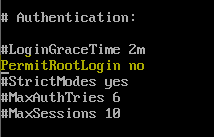 # Authentication:
#LoginGraceTime 2m
PermitRootLogin no
#StrictModes yes
#MaxAuthTries 6
#MaxSessions 10